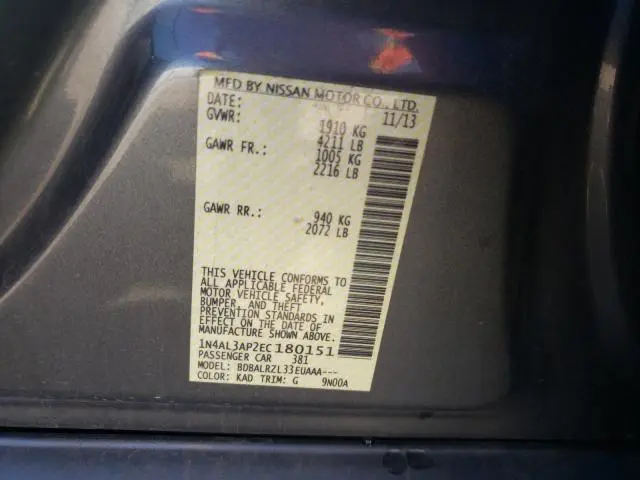 MFD BY NISSAN MOTOR CO., LTD.
DATE: 11/13
GVWR: 1910 KG
4211 LB
GAWR FR.: 1005 KG
2216 LB
GAWR RR.: 940 KG
2072 LB
THIS VEHICLE CONFORMS TO
ALL APPLICABLE FEDERAL
MOTOR VEHICLE SAFETY,
BUMPER, AND THEFT
PREVENTION STANDARDS IN
EFFECT ON THE DATE OF
MANUFACTURE SHOWN ABOVE.
1N4AL3AP2EC180151
PASSENGER CAR 381
MODEL: BDBALRZL33EUAAA---
COLOR: KAD TRIM: G 9N00A